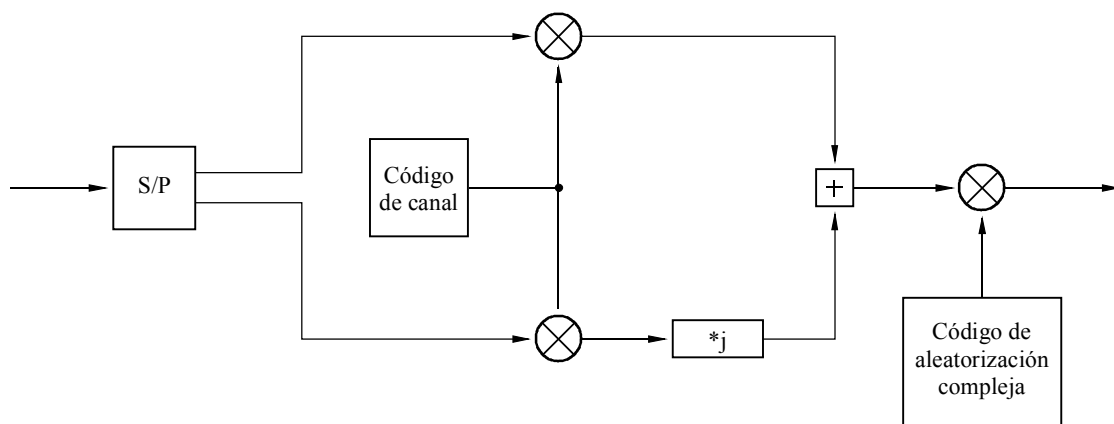 S/P
Código
de canal
+
*j
Código de
aleatorización
compleja